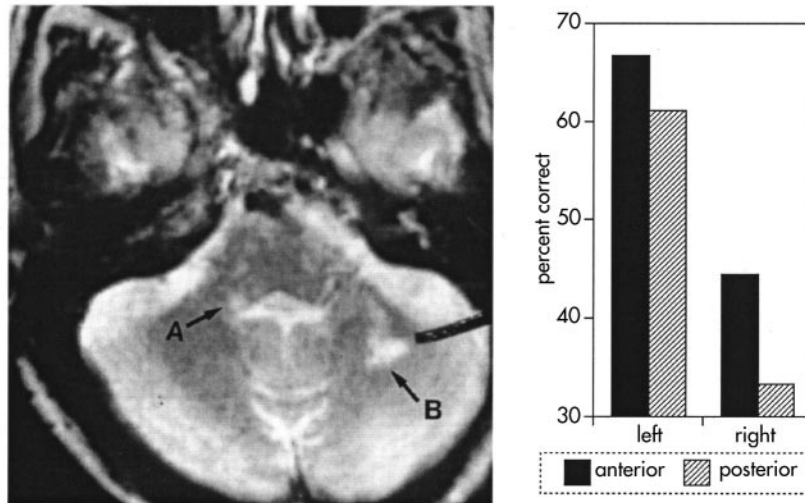 A
B
70
60
50
40
30
percent correct
left right
anterior posterior